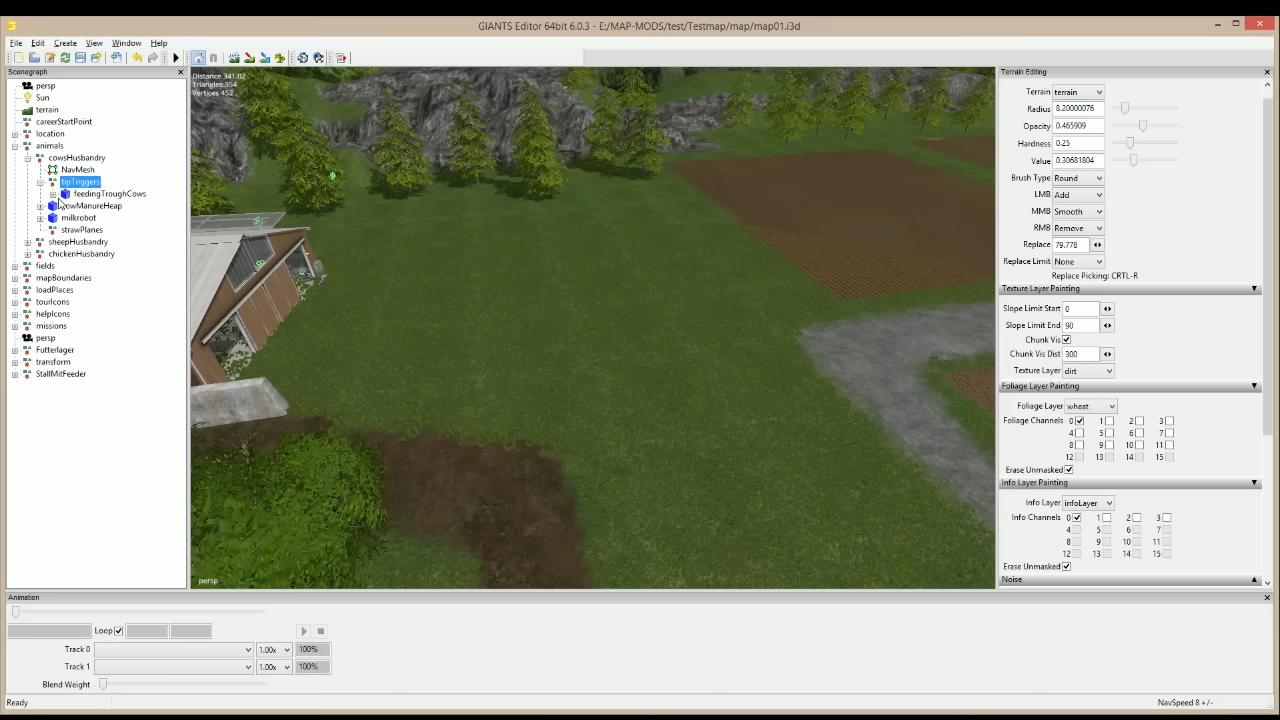 GIANTS Editor 64bit 6.0.3 - E:/MAP-MODS/test/Testmap/map/map01.i3d
File Edit Create View Window Help
Scenegraph
persp
Sun
terrain
careerStartPoint
location
animals
cowsHusbandry
NavMesh
tipTriggers
feedingTroughCows
cowManureHeap
milkrobot
strawPlanes
sheepHusbandry
chickenHusbandry
fields
mapBoundaries
loadPlaces
tourIcons
helpIcons
missions
persp
Futterlager
transform
StallMitFeeder
Distance 341.02
Triangles 354
Vertices 452
persp
Terrain Editing
Terrain terrain
Radius 8.20000076
Opacity 0.465909
Hardness 0.25
Value 0.30681804
Brush Type Round
LMB Add
MMB Smooth
RMB Remove
Replace 79.778
Replace Limit None
Replace Picking: CRTL-R
Texture Layer Painting
Slope Limit Start 0
Slope Limit End 90
Chunk Vis
Chunk Vis Dist 300
Texture Layer dirt
Foliage Layer Painting
Foliage Layer wheat
Foliage Channels 0 1 2 3
4 5 6 7
8 9 10 11
12 13 14 15
Erase Unmasked
Info Layer Painting
Info Layer infoLayer
Info Channels 0 1 2 3
4 5 6 7
8 9 10 11
12 13 14 15
Erase Unmasked
Noise
Animation
Loop
Track 0 1.00x 100%
Track 1 1.00x 100%
Blend Weight
Ready
NavSpeed 8 +/-